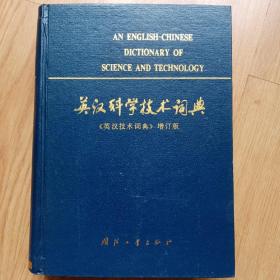 AN ENGLISH-CHINESE
DICTIONARY OF
SCIENCE AND TECHNOLOGY
英汉科学技术词典
《英汉技术词典》增订版
国防工业出版社